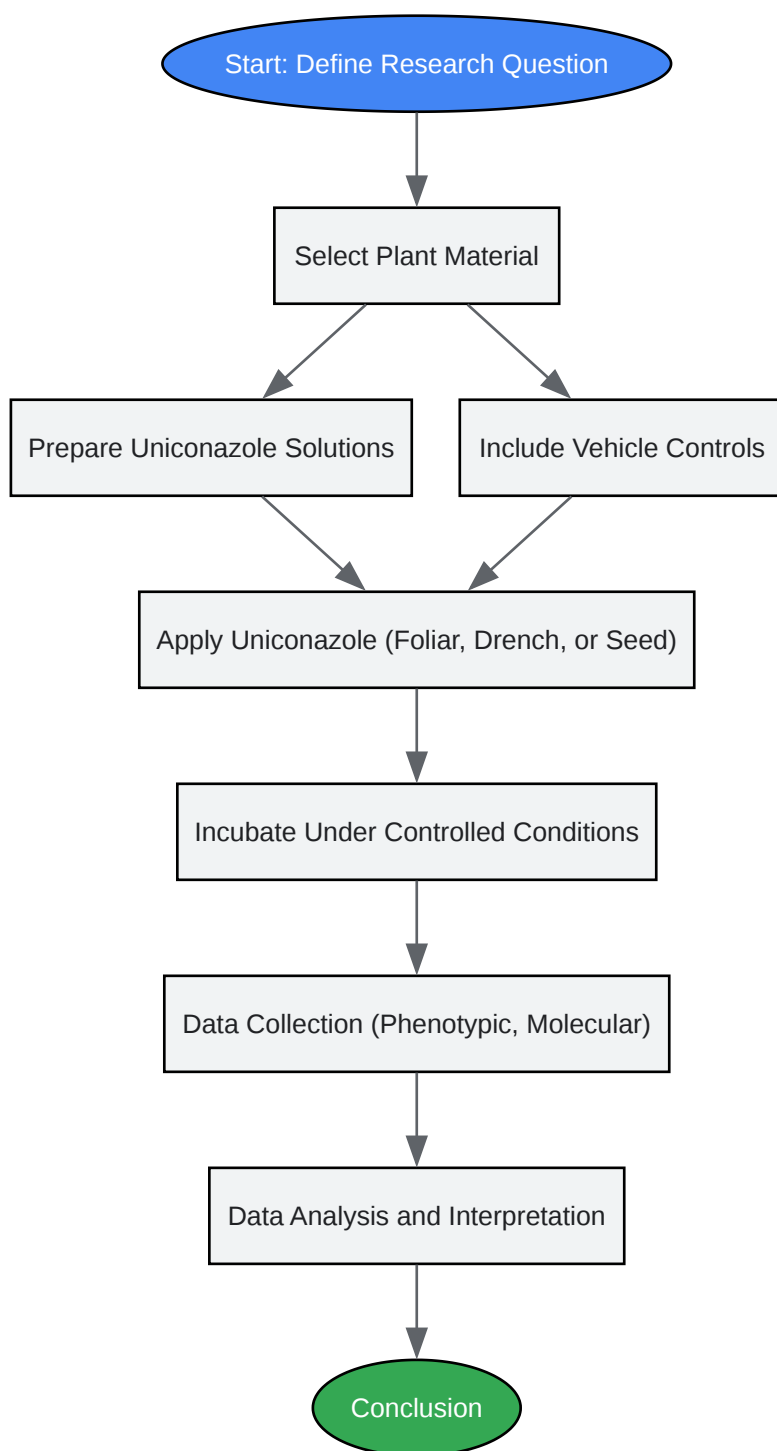 Start: Define Research Question
Select Plant Material
Prepare Uniconazole Solutions
Include Vehicle Controls
Apply Uniconazole (Foliar, Drench, or Seed)
Incubate Under Controlled Conditions
Data Collection (Phenotypic, Molecular)
Data Analysis and Interpretation
Conclusion